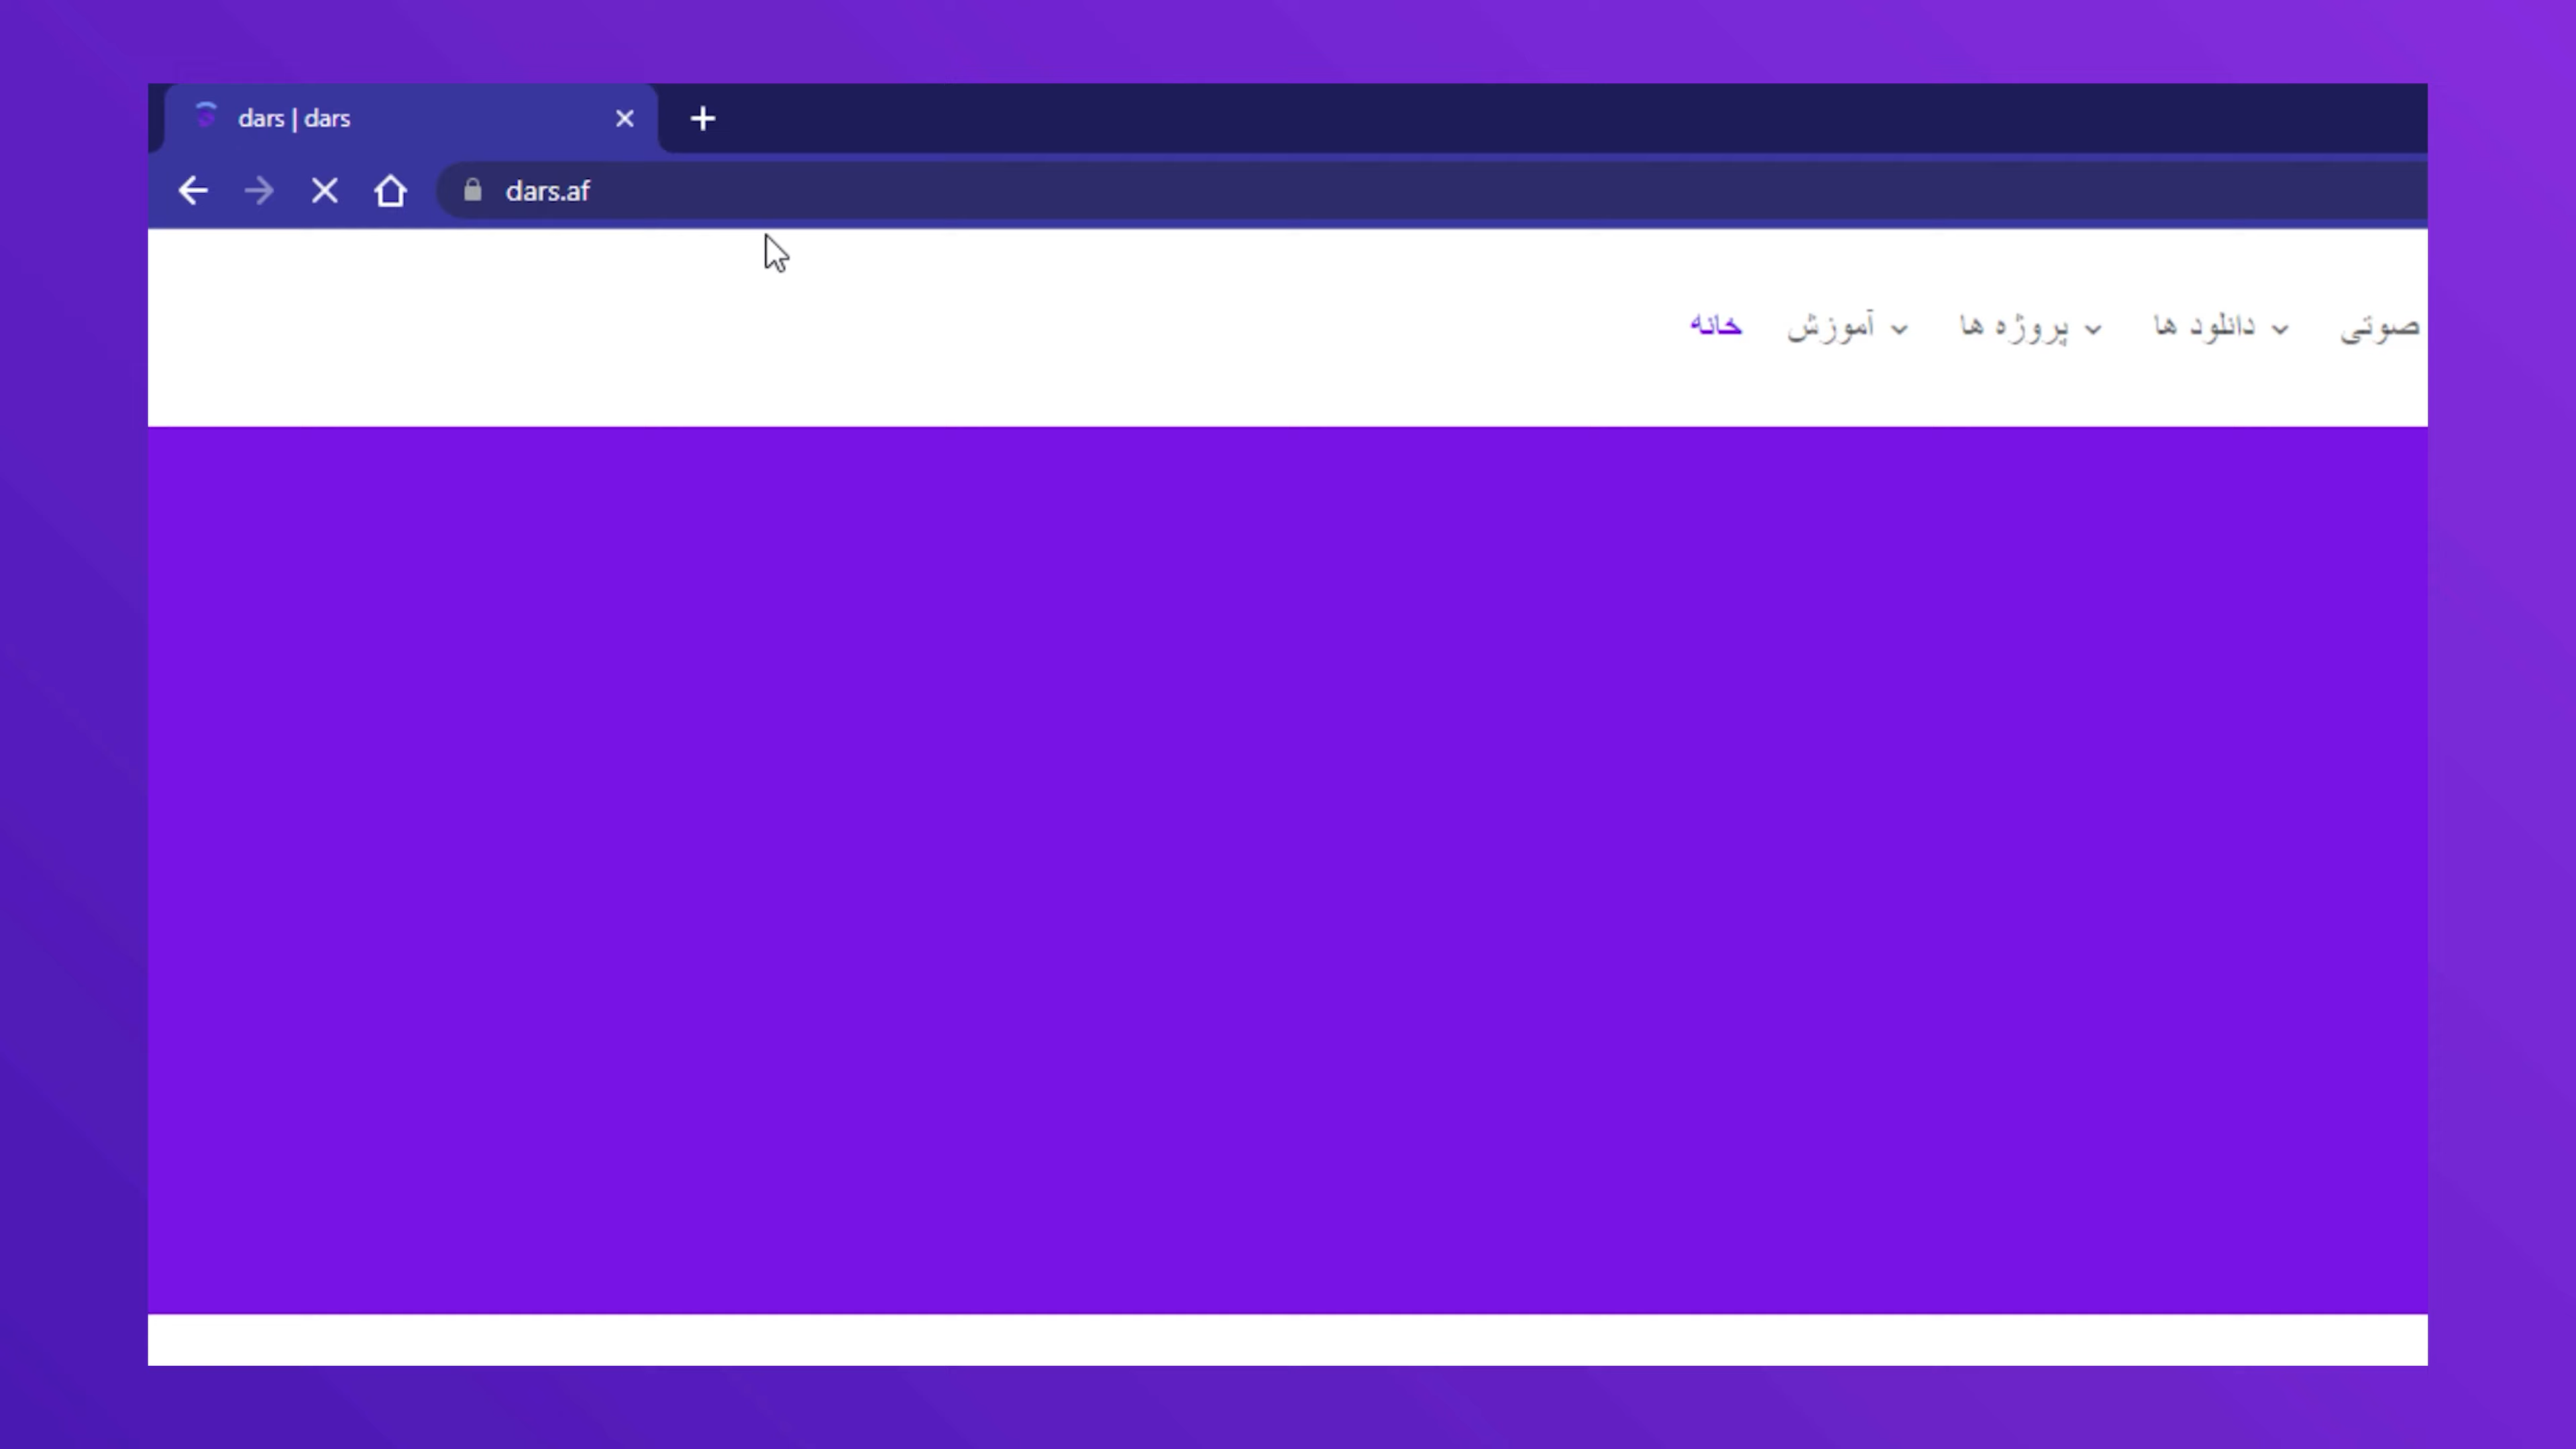 dars | dars
dars.af
خانه آموزش پروژه ها دانلود ها صوتی